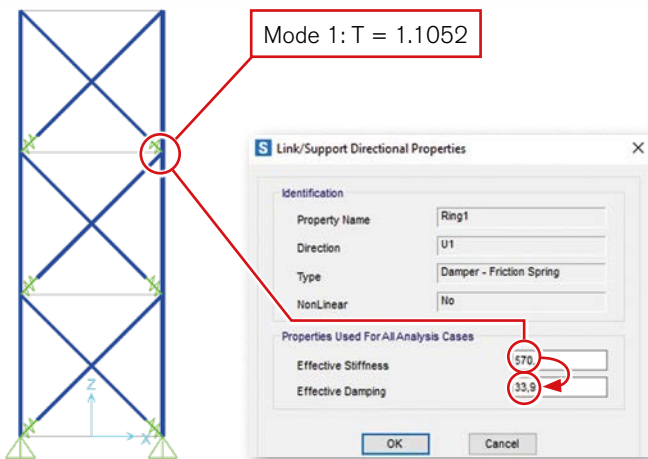 Mode 1: T = 1.1052
S Link/Support Directional Properties
Identification
Property Name Ring1
Direction U1
Type Damper - Friction Spring
NonLinear No
Properties Used For All Analysis Cases
Effective Stiffness 570,
Effective Damping 33,9
OK Cancel
Z
X